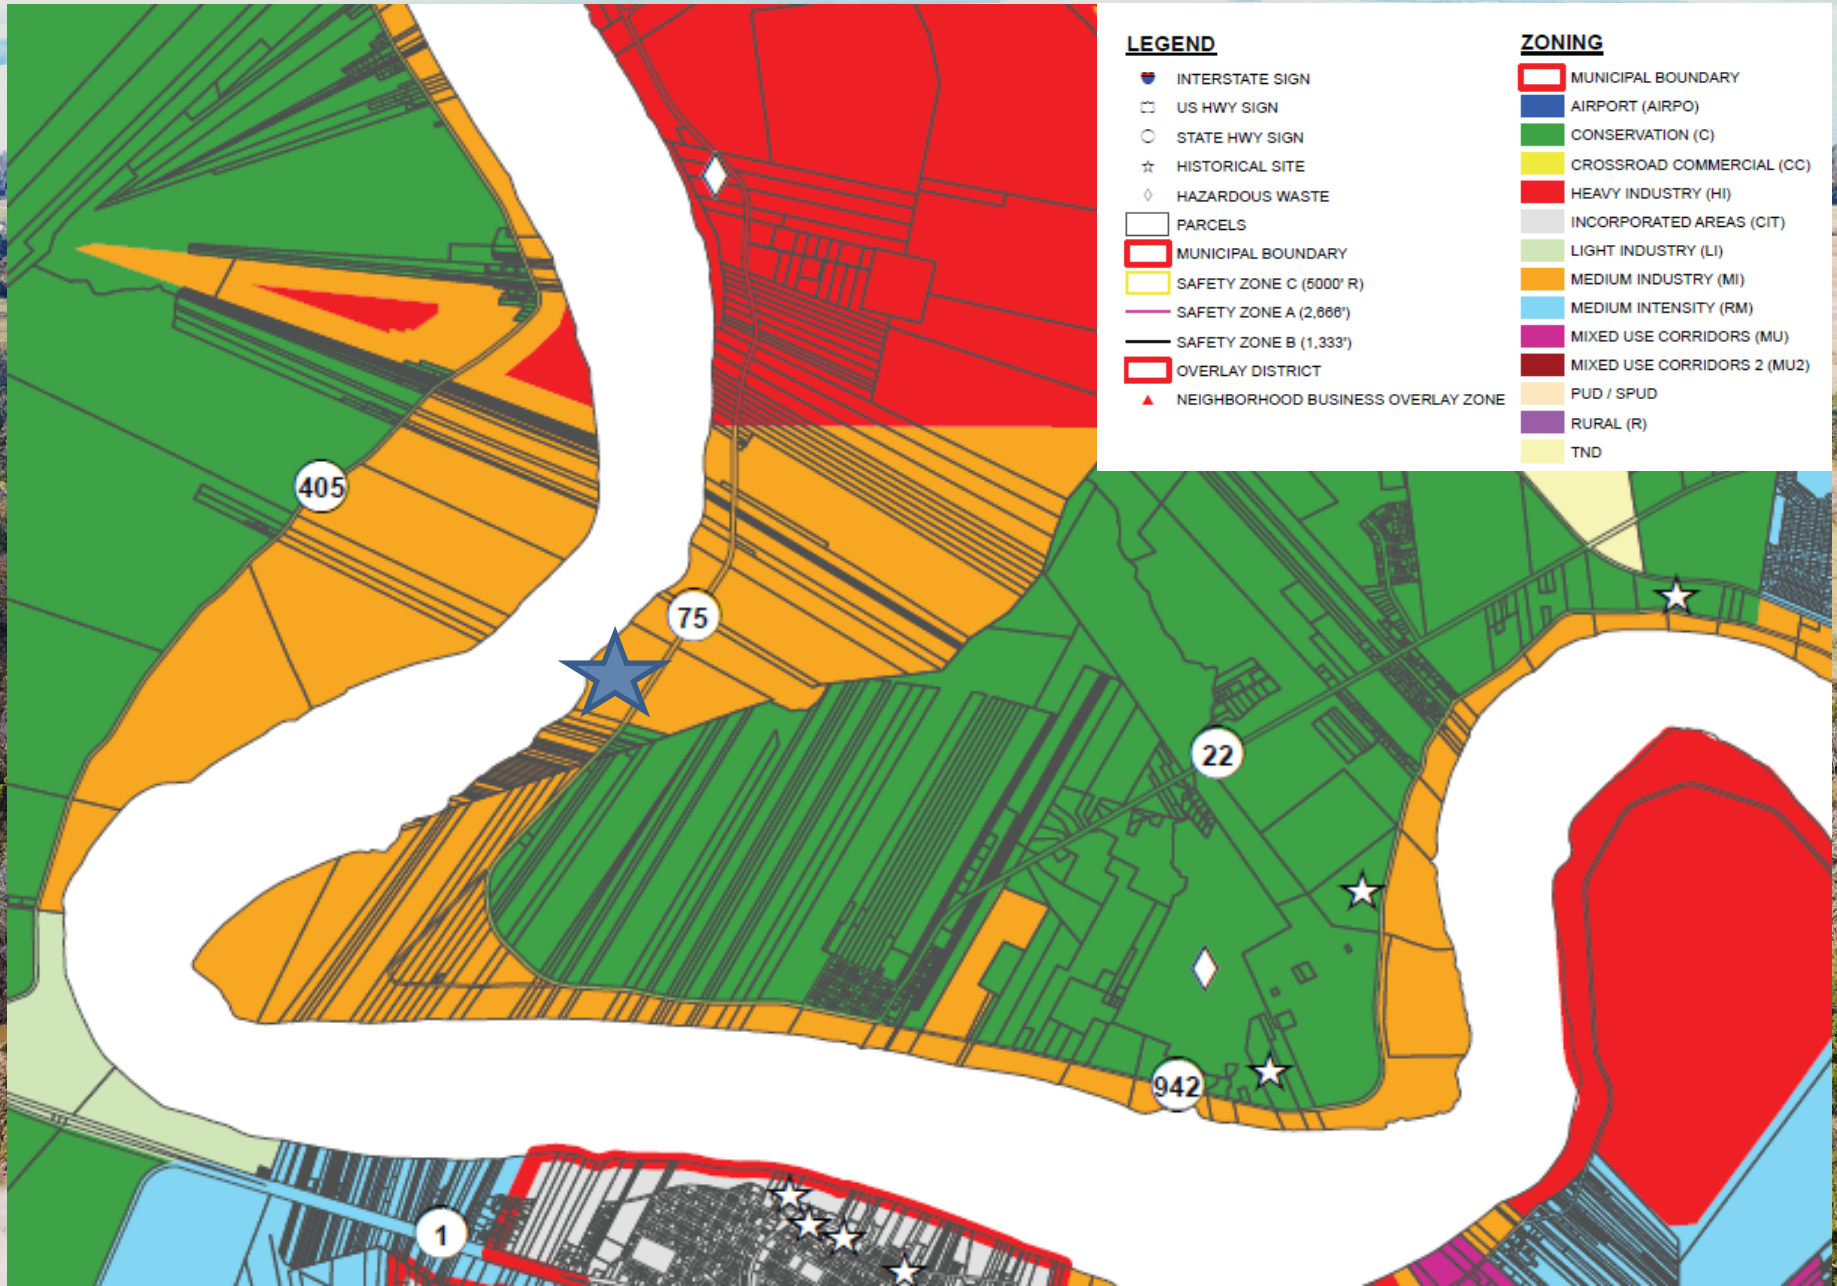 LEGEND
INTERSTATE SIGN
US HWY SIGN
STATE HWY SIGN
HISTORICAL SITE
HAZARDOUS WASTE
PARCELS
MUNICIPAL BOUNDARY
SAFETY ZONE C (5000' R)
SAFETY ZONE A (2,666')
SAFETY ZONE B (1,333')
OVERLAY DISTRICT
NEIGHBORHOOD BUSINESS OVERLAY ZONE
ZONING
MUNICIPAL BOUNDARY
AIRPORT (AIRPO)
CONSERVATION (C)
CROSSROAD COMMERCIAL (CC)
HEAVY INDUSTRY (HI)
INCORPORATED AREAS (CIT)
LIGHT INDUSTRY (LI)
MEDIUM INDUSTRY (MI)
MEDIUM INTENSITY (RM)
MIXED USE CORRIDORS (MU)
MIXED USE CORRIDORS 2 (MU2)
PUD / SPUD
RURAL (R)
TND
405
75
22
942
1